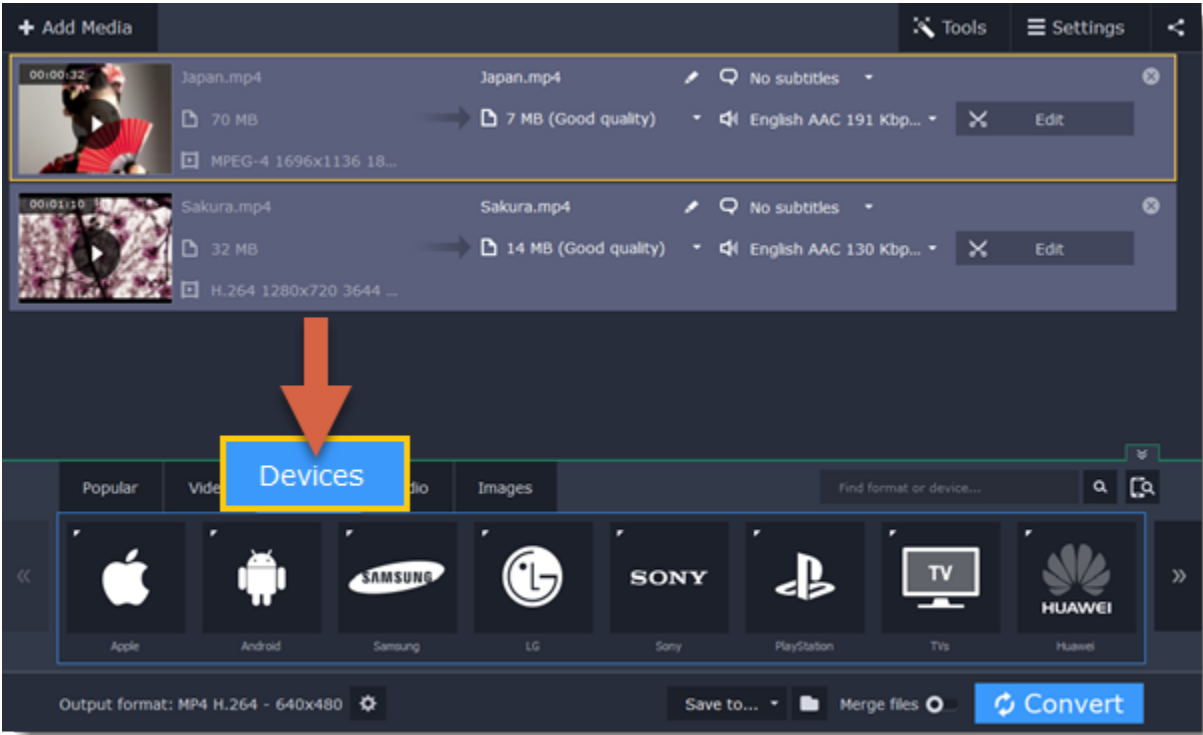 Add Media
Tools
Settings
00:00:32
Japan.mp4
Japan.mp4
No subtitles
70 MB
7 MB (Good quality)
English AAC 191 Kbp...
Edit
MPEG-4 1696x1136 18...
00:01:10
Sakura.mp4
Sakura.mp4
No subtitles
32 MB
14 MB (Good quality)
English AAC 130 Kbp...
Edit
H.264 1280x720 3644 ...
Popular
Vide
Devices
dio
Images
Find format or device...
SAMSUNG
LG
SONY
TV
HUAWEI
Apple
Android
Samsung
LG
Sony
PlayStation
TVs
Huawei
Output format: MP4 H.264 - 640x480
Save to...
Merge files
Convert